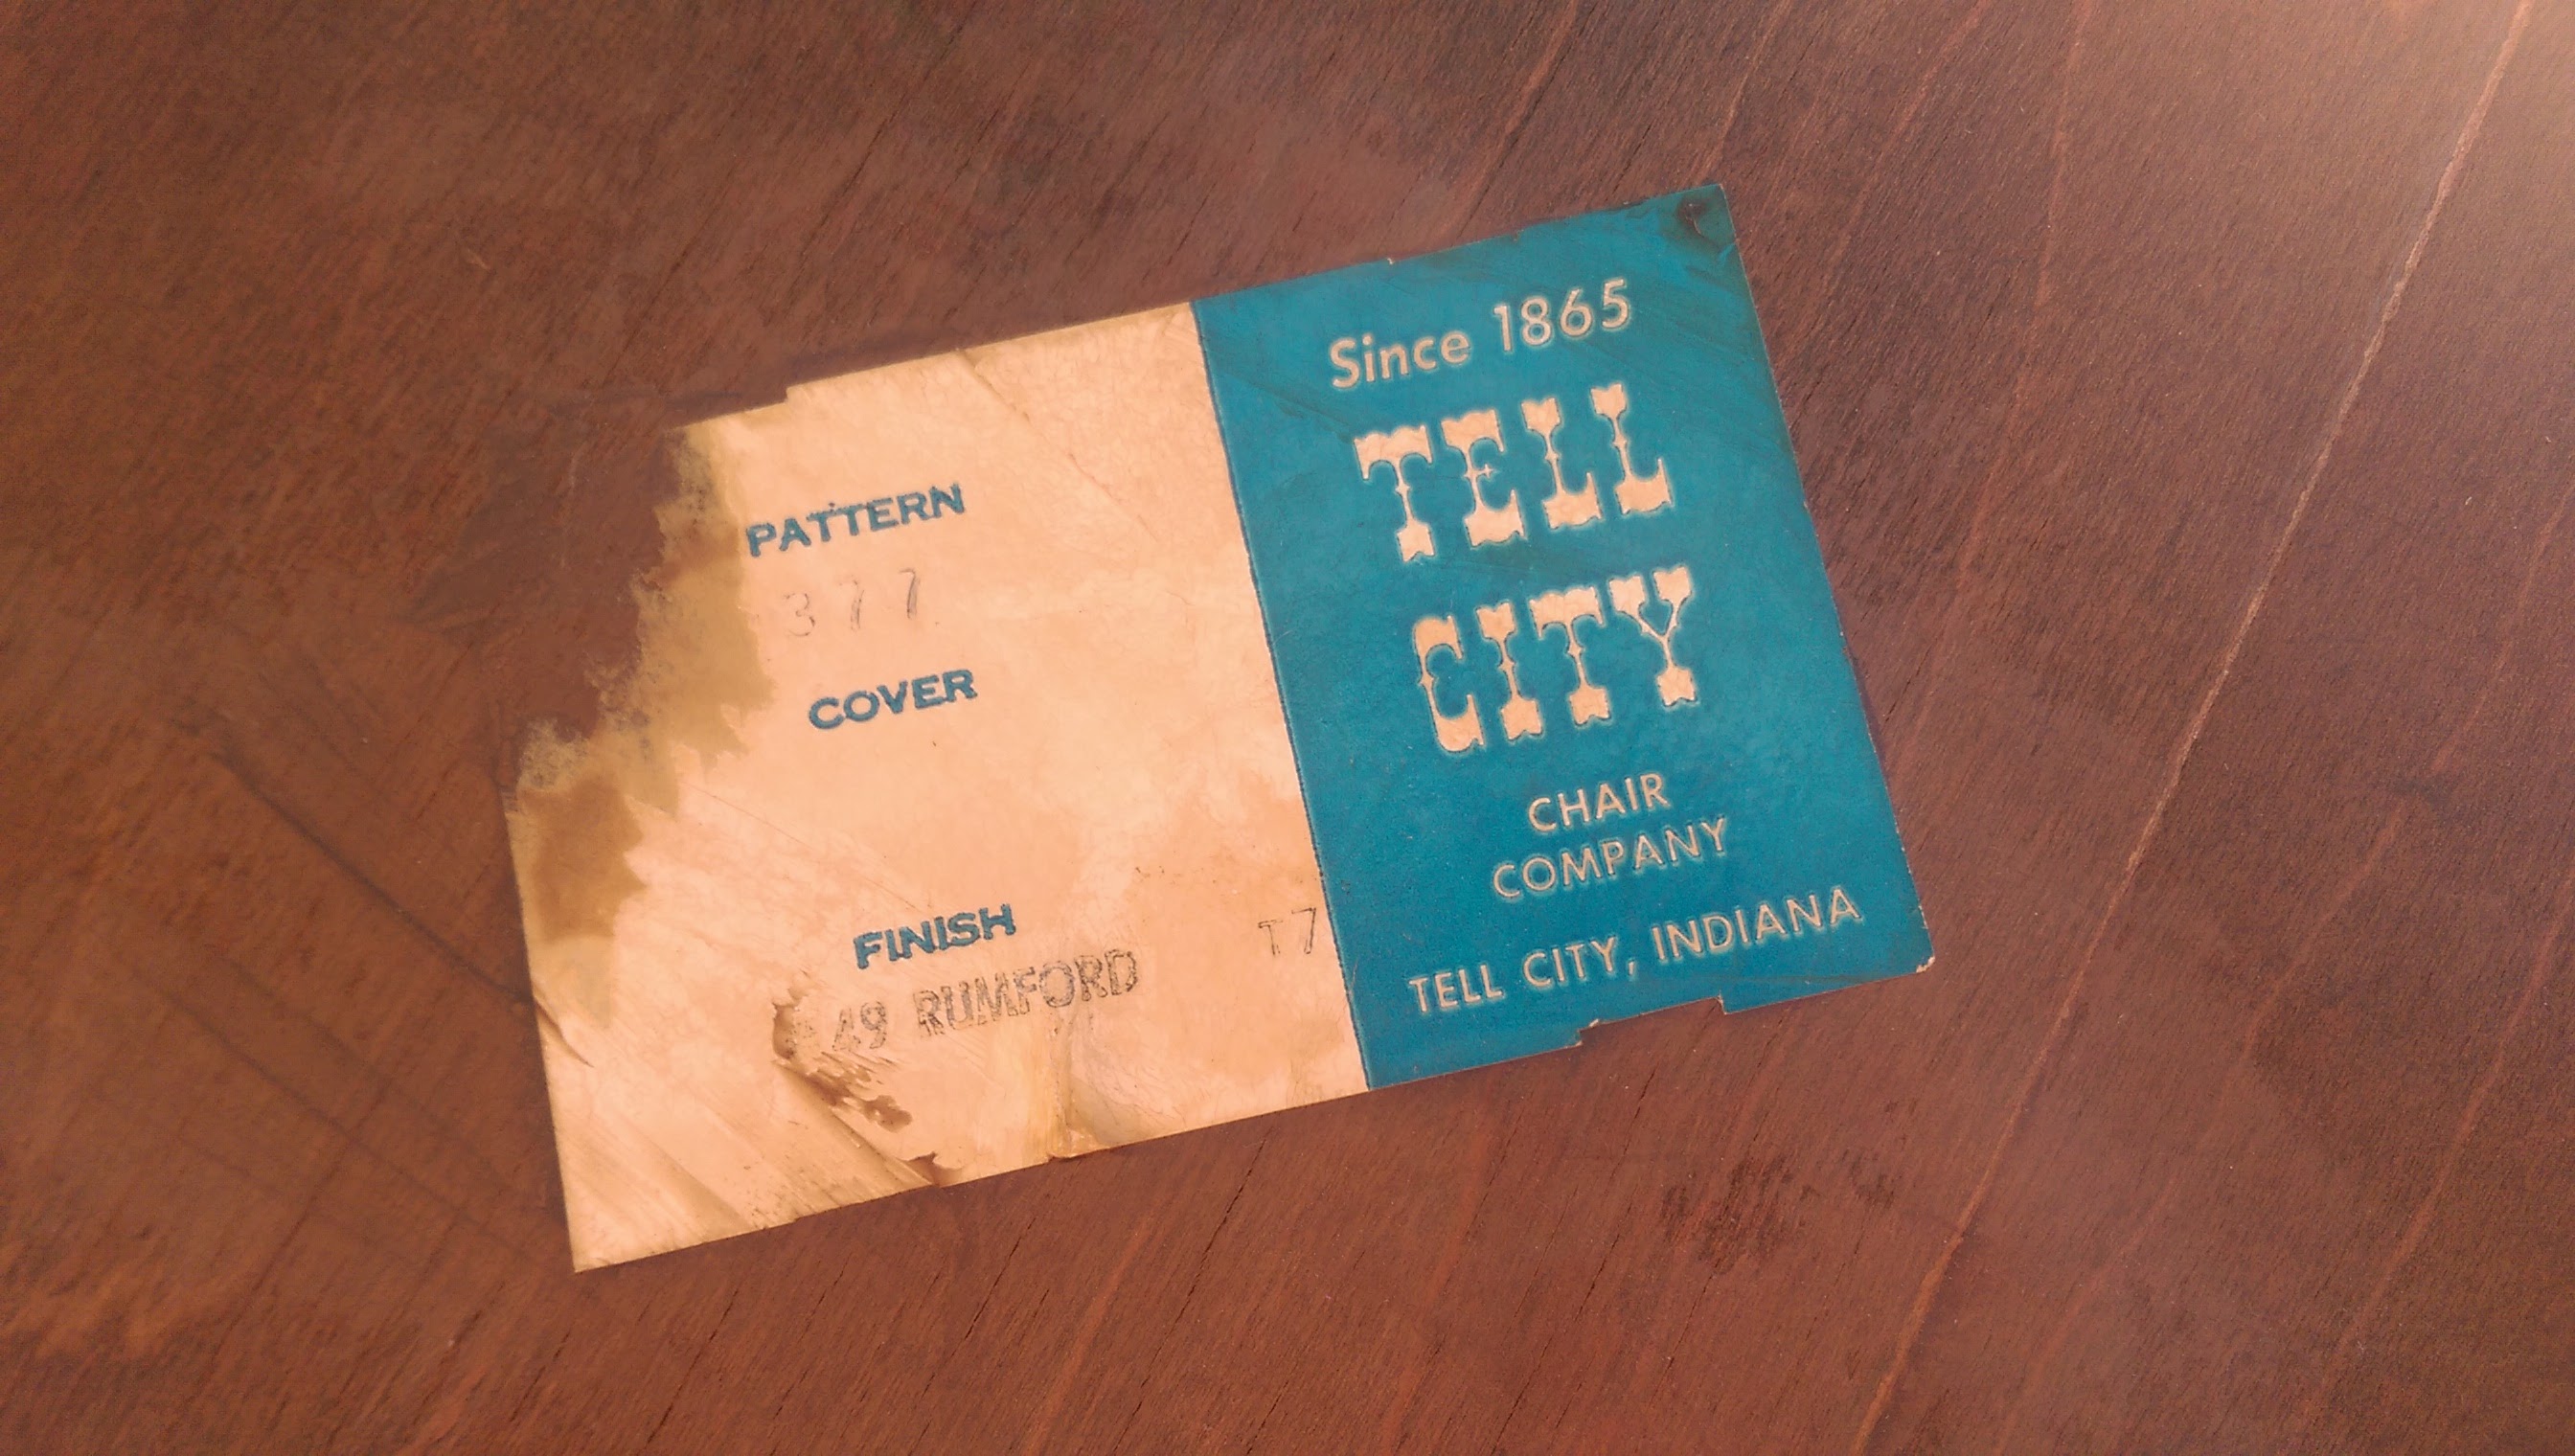 PATTERN
377
COVER
FINISH
49 RUMFORD T7
Since 1865
TELL
CITY
CHAIR
COMPANY
TELL CITY, INDIANA